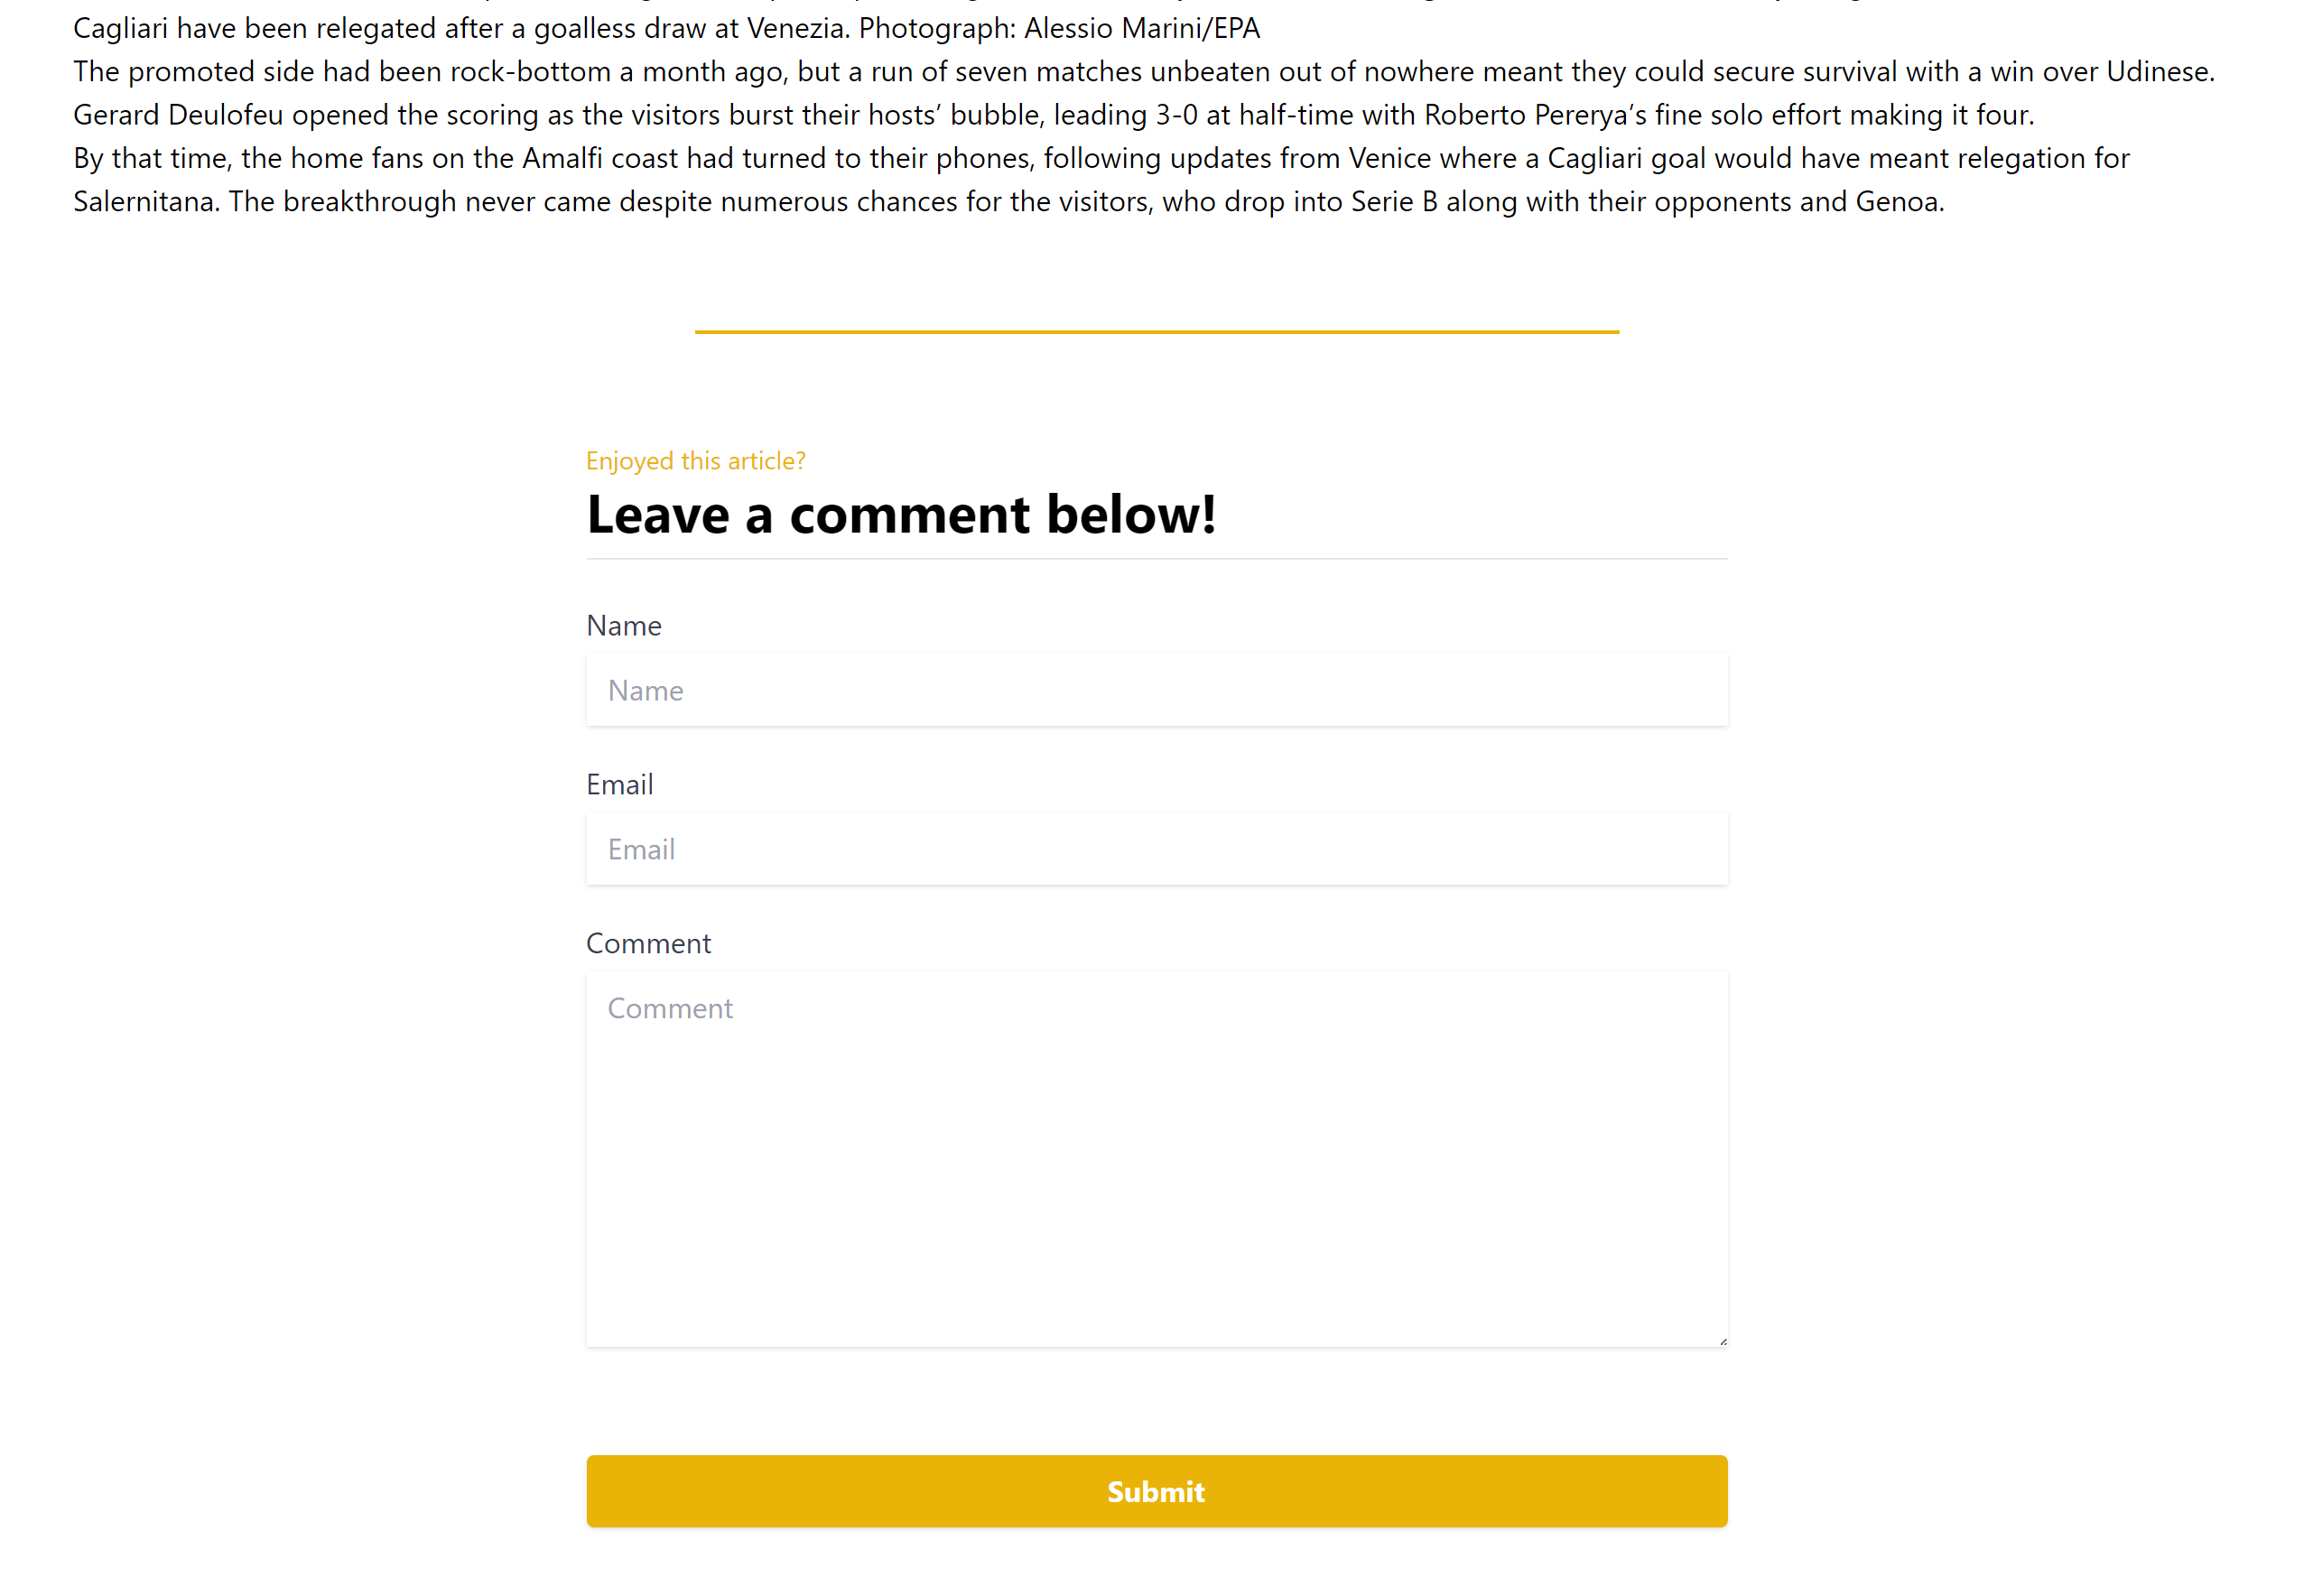 Cagliari have been relegated after a goalless draw at Venezia. Photograph: Alessio Marini/EPA
The promoted side had been rock-bottom a month ago, but a run of seven matches unbeaten out of nowhere meant they could secure survival with a win over Udinese.
Gerard Deulofeu opened the scoring as the visitors burst their hosts’ bubble, leading 3-0 at half-time with Roberto Pererya’s fine solo effort making it four.
By that time, the home fans on the Amalfi coast had turned to their phones, following updates from Venice where a Cagliari goal would have meant relegation for
Salernitana. The breakthrough never came despite numerous chances for the visitors, who drop into Serie B along with their opponents and Genoa.
Enjoyed this article?
Leave a comment below!
Name
Name
Email
Email
Comment
Comment
Submit